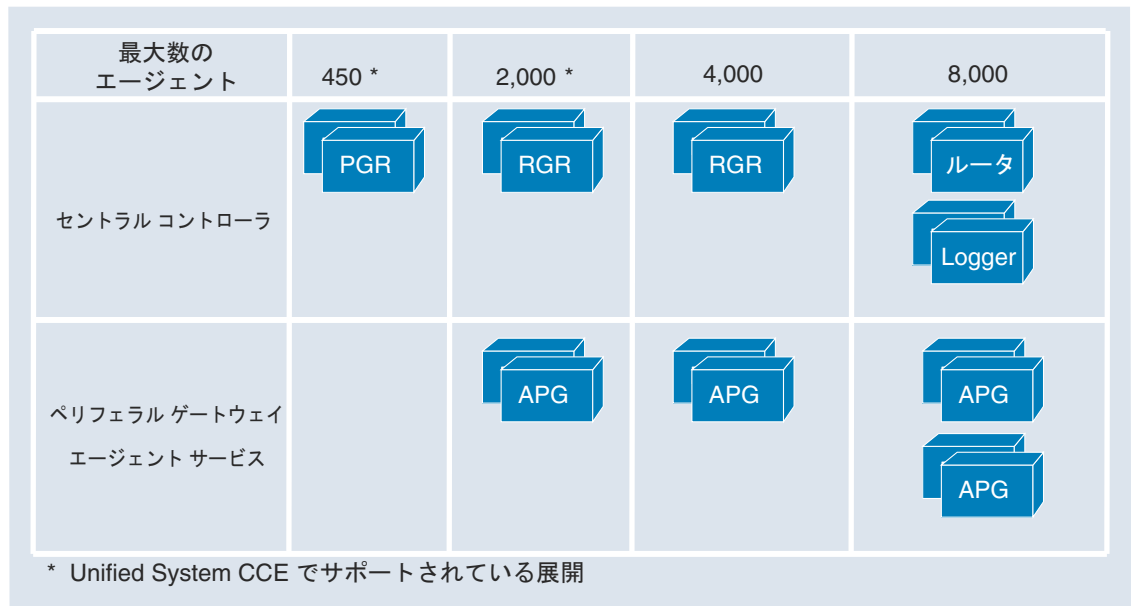 最大数の
エージェント
450 *
2,000 *
4,000
8,000
セントラル コントローラ
PGR
RGR
RGR
ルータ
Logger
ペリフェラル ゲートウェイ
エージェント サービス
APG
APG
APG
APG
* Unified System CCE でサポートされている展開